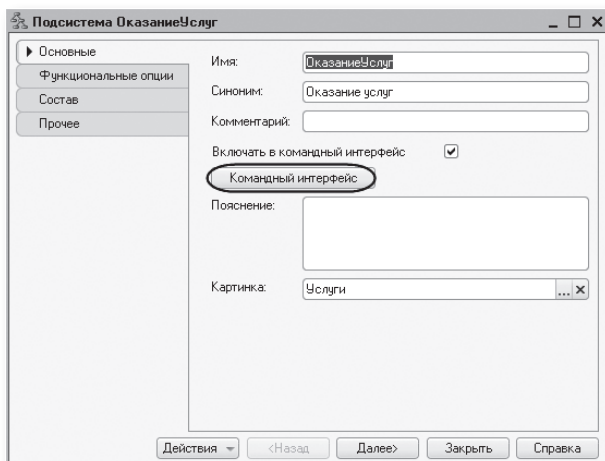 Подсистема ОказаниеУслуг
Основные
Функциональные опции
Состав
Прочее
Имя: ОказаниеУслуг
Синоним: Оказание услуг
Комментарий:
Включать в командный интерфейс
Командный интерфейс
Пояснение:
Картинка: Услуги ...
Действия <Назад Далее> Закрыть Справка